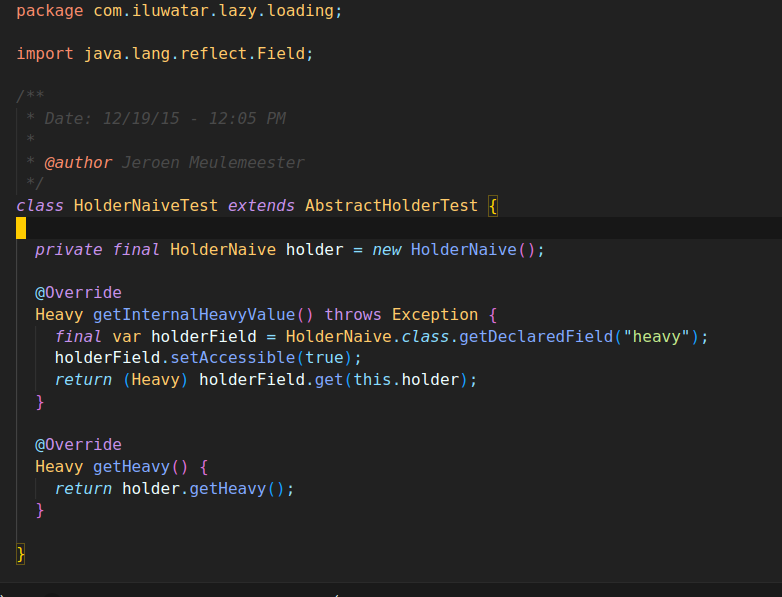 package com.iluwatar.lazy.loading;
import java.lang.reflect.Field;
/**
 * Date: 12/19/15 - 12:05 PM
 *
 * @author Jeroen Meulemeester
 */
class HolderNaiveTest extends AbstractHolderTest {
  private final HolderNaive holder = new HolderNaive();
  @Override
  Heavy getInternalHeavyValue() throws Exception {
    final var holderField = HolderNaive.class.getDeclaredField("heavy");
    holderField.setAccessible(true);
    return (Heavy) holderField.get(this.holder);
  }
  @Override
  Heavy getHeavy() {
    return holder.getHeavy();
  }
}